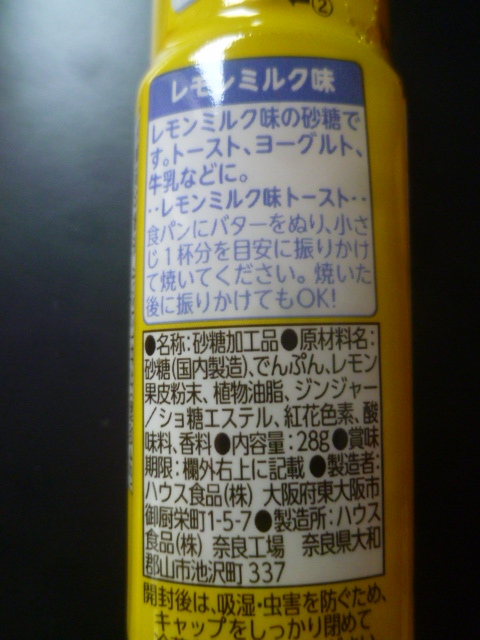 ②
レモンミルク味
レモンミルク味の砂糖で
す。トースト、ヨーグルト、
牛乳などに。
‥レモンミルク味トースト‥
食パンにバターをぬり、小さ
じ1杯分を目安に振りかけ
て焼いてください。焼いた
後に振りかけてもOK!
●名称:砂糖加工品●原材料名:
砂糖(国内製造)、でんぷん、レモン
果皮粉末、植物油脂、ジンジャー
/ショ糖エステル、紅花色素、酸
味料、香料●内容量:28g●賞味
期限:欄外右上に記載●製造者:
ハウス食品(株) 大阪府東大阪市
御厨栄町1-5-7●製造所:ハウス
食品(株) 奈良工場 奈良県大和
郡山市池沢町337
開封後は、吸湿・虫害を防ぐため、
キャップをしっかり閉めて